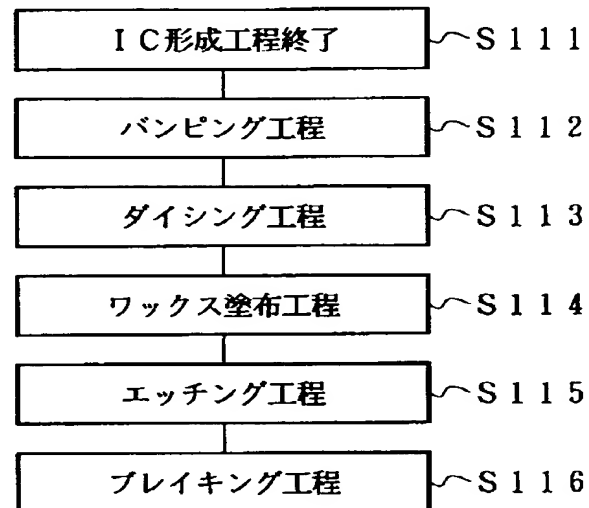 ＩＣ形成工程終了 Ｓ１１１
バンピング工程 Ｓ１１２
ダイシング工程 Ｓ１１３
ワックス塗布工程 Ｓ１１４
エッチング工程 Ｓ１１５
ブレイキング工程 Ｓ１１６